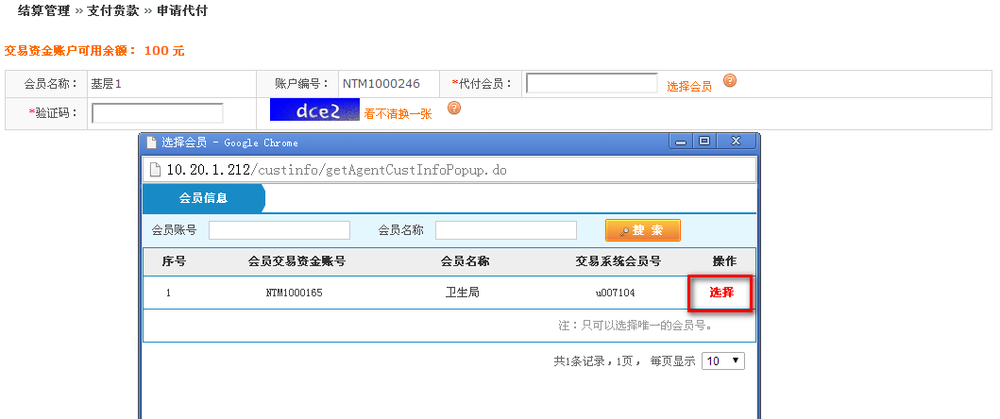 结算管理 » 支付货款 » 申请代付
交易资金账户可用余额： 100 元
会员名称： 基层1 账户编号： NTM1000246 *代付会员： 选择会员 ?
*验证码： dce2 看不清换一张 ?
选择会员 - Google Chrome
10.20.1.212/custinfo/getAgentCustInfoPopup.do
会员信息
会员账号 会员名称 搜 索
序号 会员交易资金账号 会员名称 交易系统会员号 操作
1 NTM1000165 卫生局 u007104 选择
注：只可以选择唯一的会员号。
共1条记录，1页， 每页显示 10